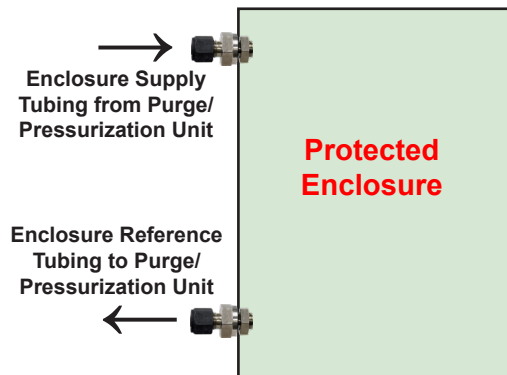 Enclosure Supply
Tubing from Purge/
Pressurization Unit
Protected
Enclosure
Enclosure Reference
Tubing to Purge/
Pressurization Unit